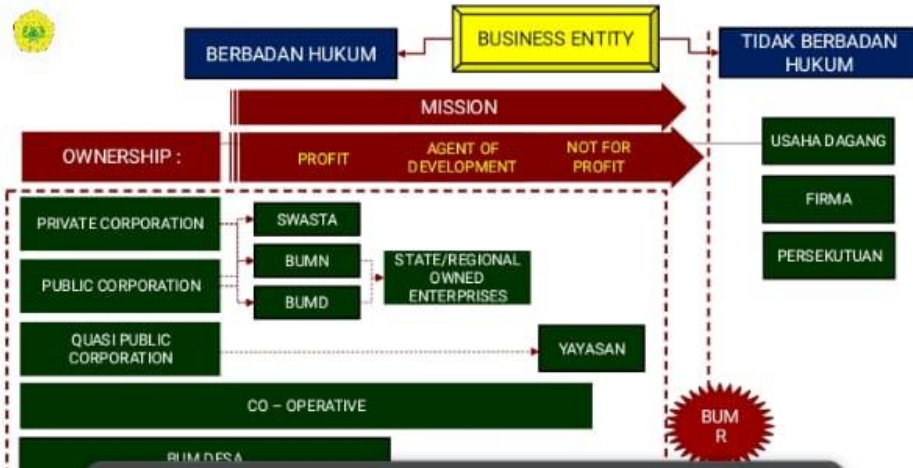 BUSINESS ENTITY
BERBADAN HUKUM
TIDAK BERBADAN
HUKUM
MISSION
OWNERSHIP :
PROFIT
AGENT OF
DEVELOPMENT
NOT FOR
PROFIT
USAHA DAGANG
FIRMA
PERSEKUTUAN
PRIVATE CORPORATION
SWASTA
PUBLIC CORPORATION
BUMN
BUMD
STATE/REGIONAL
OWNED
ENTERPRISES
QUASI PUBLIC
CORPORATION
YAYASAN
CO – OPERATIVE
BUM
R
BUM DESA